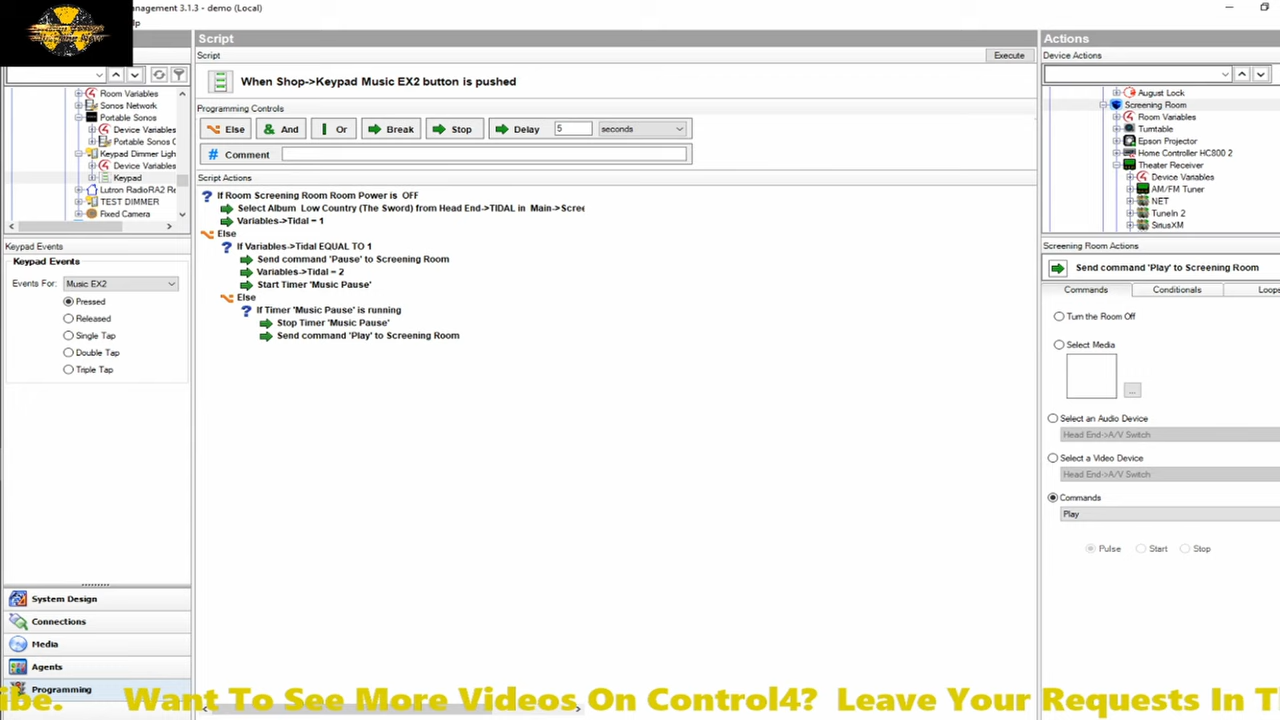 Management 3.1.3 - demo (Local)
Script
Script
Execute
When Shop->Keypad Music EX2 button is pushed
Programming Controls
Else
And
Or
Break
Stop
Delay
5
seconds
Comment
Script Actions
If Room Screening Room Room Power is OFF
Select Album Low Country (The Sword) from Head End->TIDAL in Main->Scree
Variables->Tidal = 1
Else
If Variables->Tidal EQUAL TO 1
Send command 'Pause' to Screening Room
Variables->Tidal = 2
Start Timer 'Music Pause'
Else
If Timer 'Music Pause' is running
Stop Timer 'Music Pause'
Send command 'Play' to Screening Room
Room Variables
Sonos Network
Portable Sonos
Device Variables
Portable Sonos C
Keypad Dimmer Ligh
Device Variables
Keypad
Lutron RadioRA2 Re
TEST DIMMER
Fixed Camera
Keypad Events
Keypad Events
Events For:
Music EX2
Pressed
Released
Single Tap
Double Tap
Triple Tap
System Design
Connections
Media
Agents
Programming
Actions
Device Actions
August Lock
Screening Room
Room Variables
Turntable
Epson Projector
Home Controller HC800 2
Theater Receiver
Device Variables
AM/FM Tuner
NET
TuneIn 2
SiriusXM
Screening Room Actions
Send command 'Play' to Screening Room
Commands
Conditionals
Loops
Turn the Room Off
Select Media
...
Select an Audio Device
Head End->A/V Switch
Select a Video Device
Head End->A/V Switch
Commands
Play
Pulse
Start
Stop
ibe. Want To See More Videos On Control4? Leave Your Requests In T